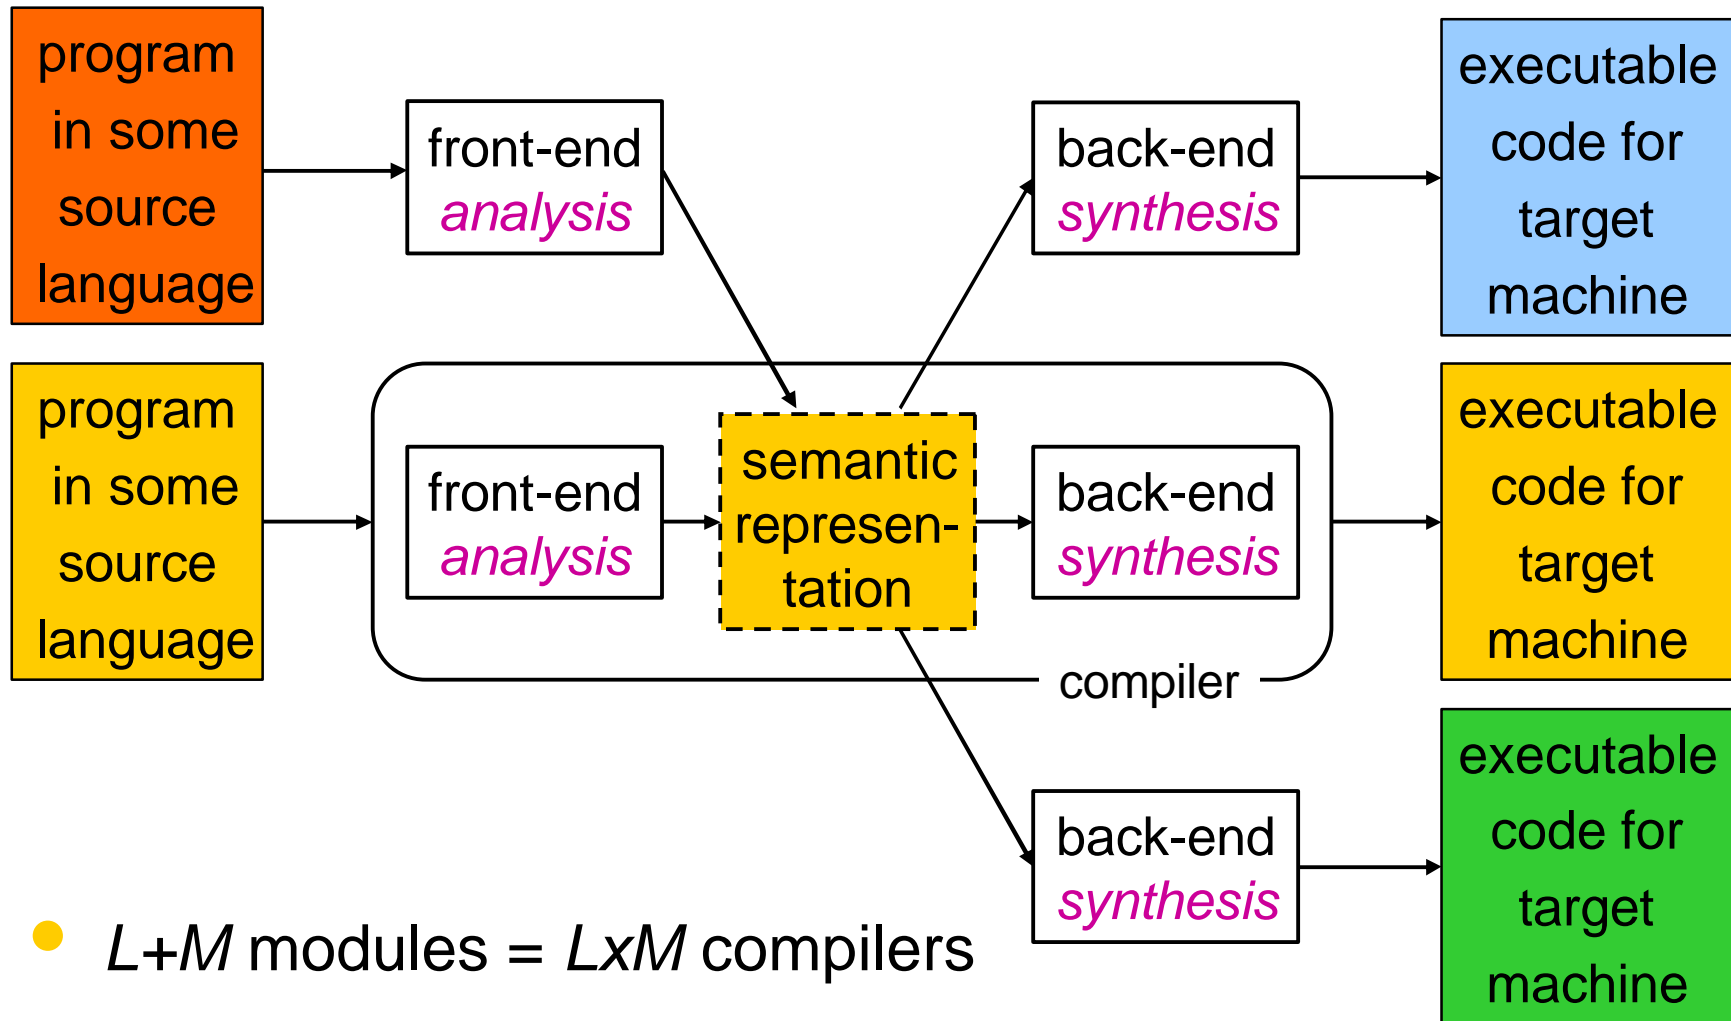 program
in some
source
language
front-end
analysis
back-end
synthesis
executable
code for
target
machine
program
in some
source
language
front-end
analysis
semantic
represen-
tation
back-end
synthesis
compiler
executable
code for
target
machine
back-end
synthesis
executable
code for
target
machine
L+M modules = LxM compilers